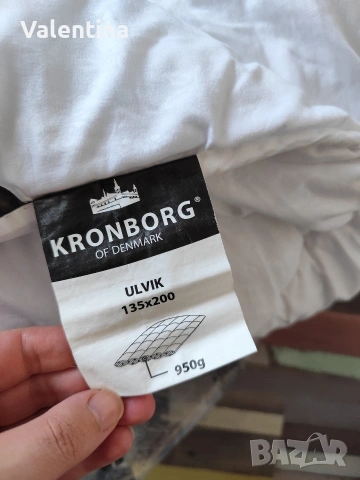 Valentina
KRONBORG®
OF DENMARK
ULVIK
135x200
950g
BAZAR